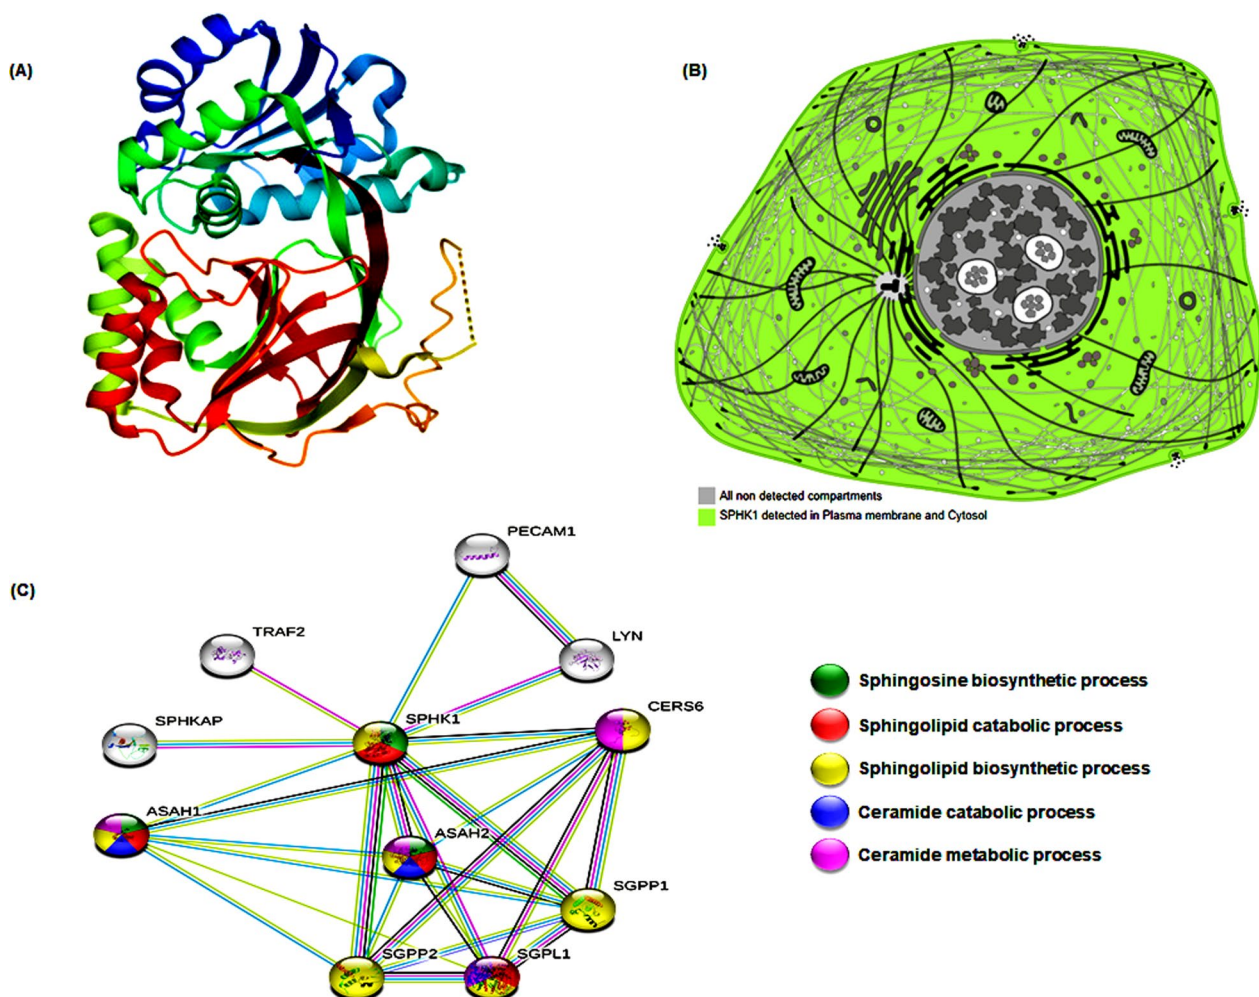 (A)
(B)
All non detected compartments
SPHK1 detected in Plasma membrane and Cytosol
(C)
PECAM1
TRAF2
LYN
SPHKAP
SPHK1
CERS6
ASAH1
ASAH2
SGPP1
SGPP2
SGPL1
Sphingosine biosynthetic process
Sphingolipid catabolic process
Sphingolipid biosynthetic process
Ceramide catabolic process
Ceramide metabolic process